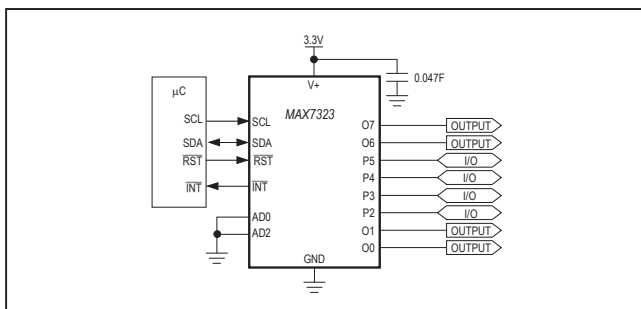 3.3V
V+
0.047F
µC
MAX7323
SCL
SCL
SDA
SDA
RST
RST
INT
INT
AD0
AD2
GND
O7
OUTPUT
O6
OUTPUT
P5
I/O
P4
I/O
P3
I/O
P2
I/O
O1
OUTPUT
O0
OUTPUT